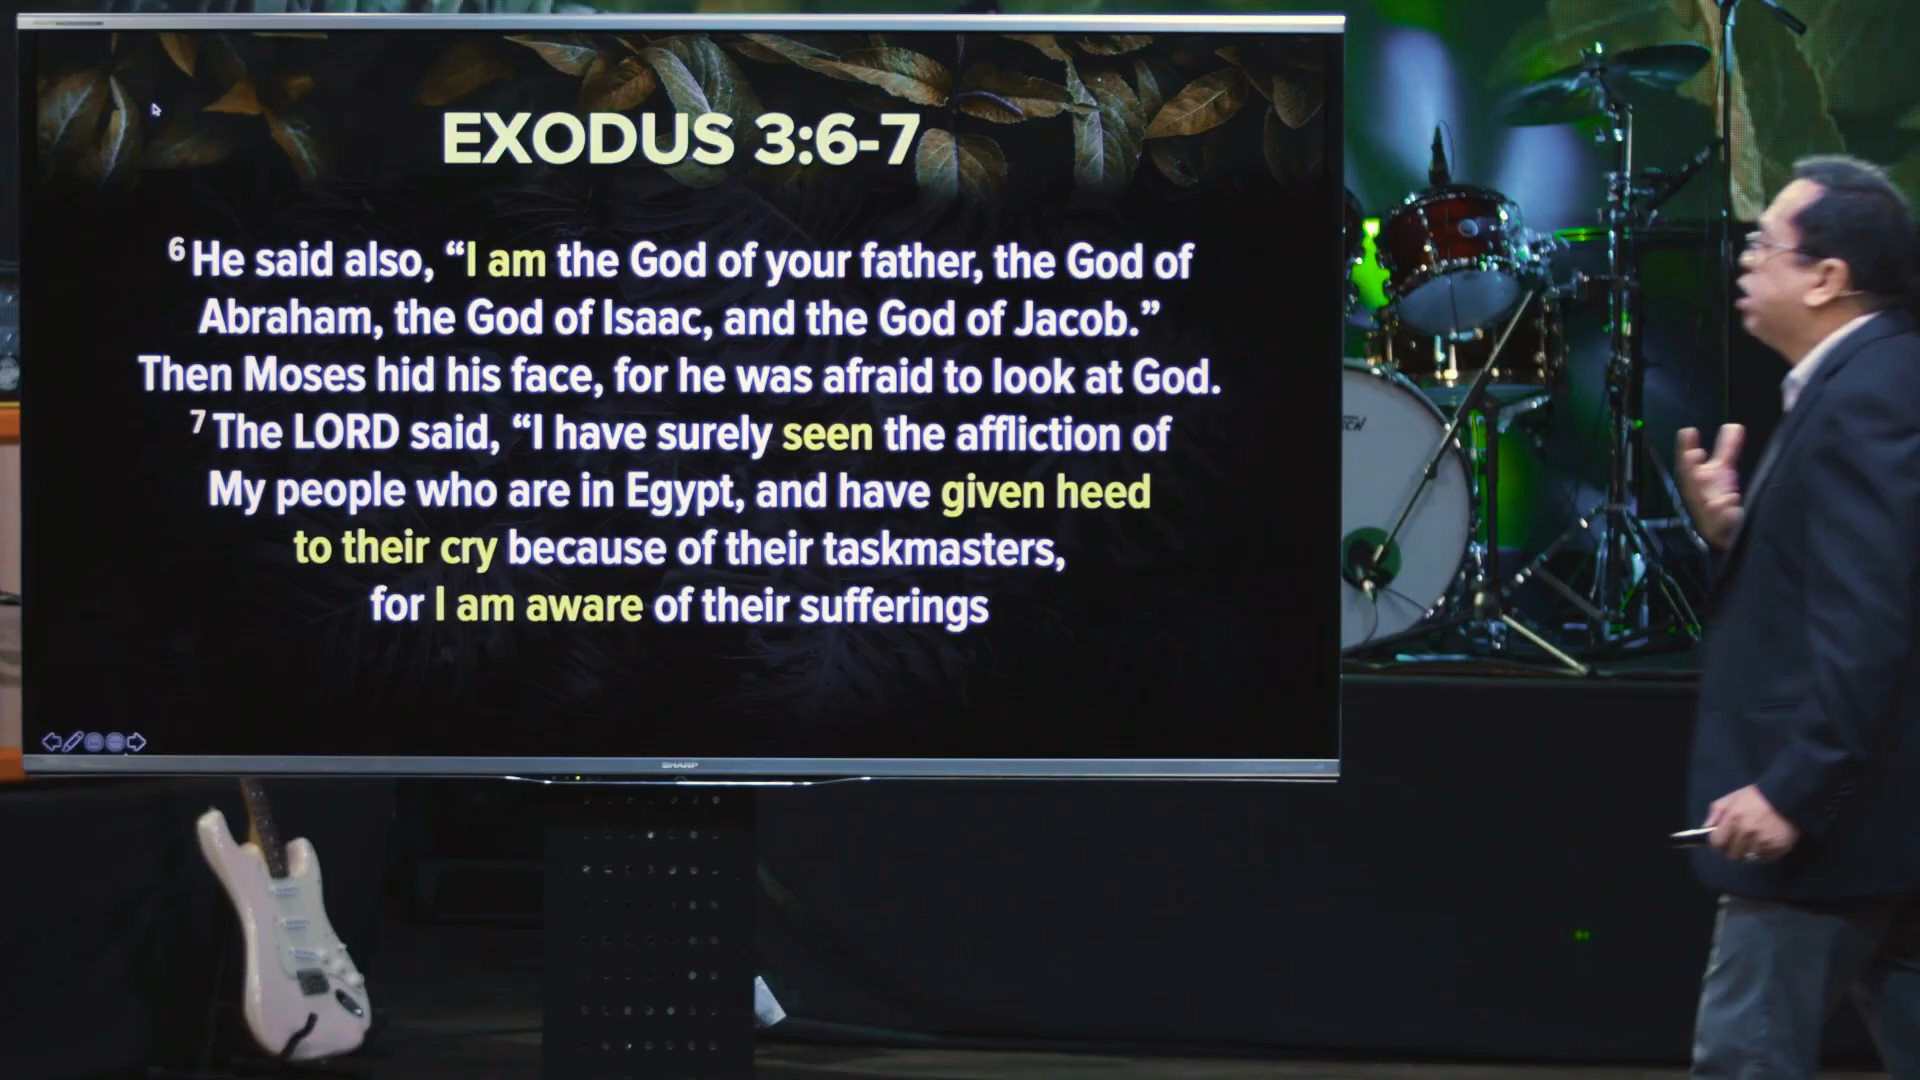 EXODUS 3:6-7
6 He said also, “I am the God of your father, the God of
Abraham, the God of Isaac, and the God of Jacob.”
Then Moses hid his face, for he was afraid to look at God.
7 The LORD said, “I have surely seen the affliction of
My people who are in Egypt, and have given heed
to their cry because of their taskmasters,
for I am aware of their sufferings
SHARP